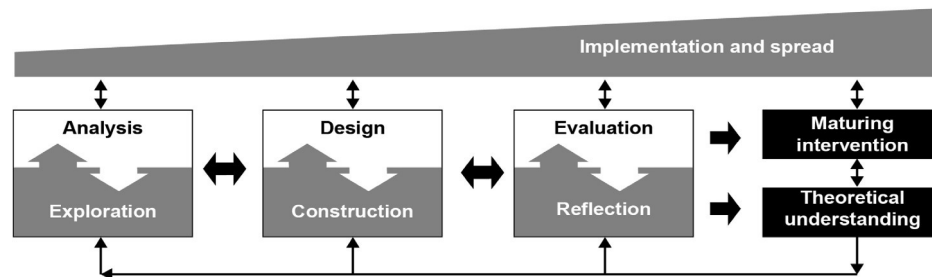 Implementation and spread
Analysis
Exploration
Design
Construction
Evaluation
Reflection
Maturing
intervention
Theoretical
understanding